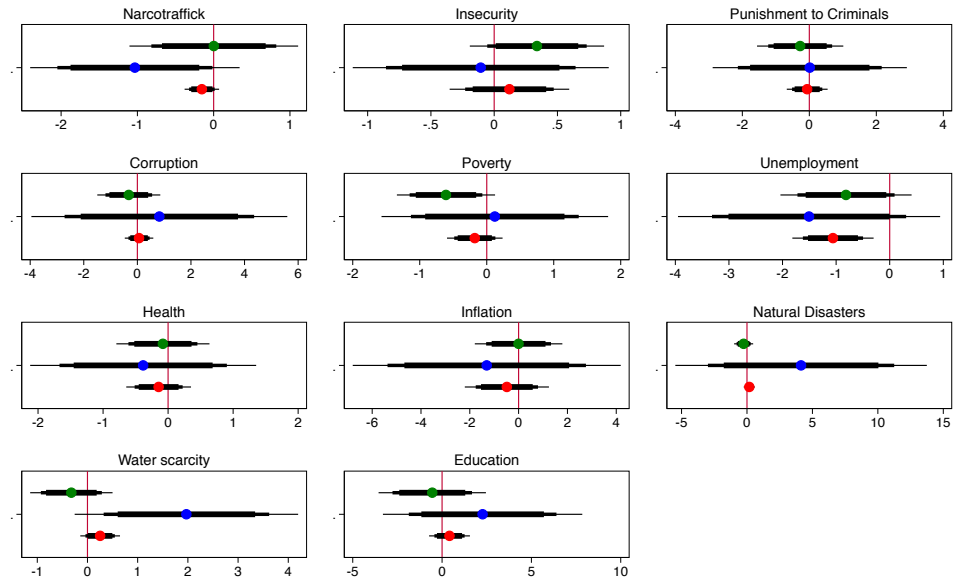 Narcotraffick
-2 -1 0 1
Insecurity
-1 -.5 0 .5 1
Punishment to Criminals
-4 -2 0 2 4
Corruption
-4 -2 0 2 4 6
Poverty
-2 -1 0 1 2
Unemployment
-4 -3 -2 -1 0 1
Health
-2 -1 0 1 2
Inflation
-6 -4 -2 0 2 4
Natural Disasters
-5 0 5 10 15
Water scarcity
-1 0 1 2 3 4
Education
-5 0 5 10